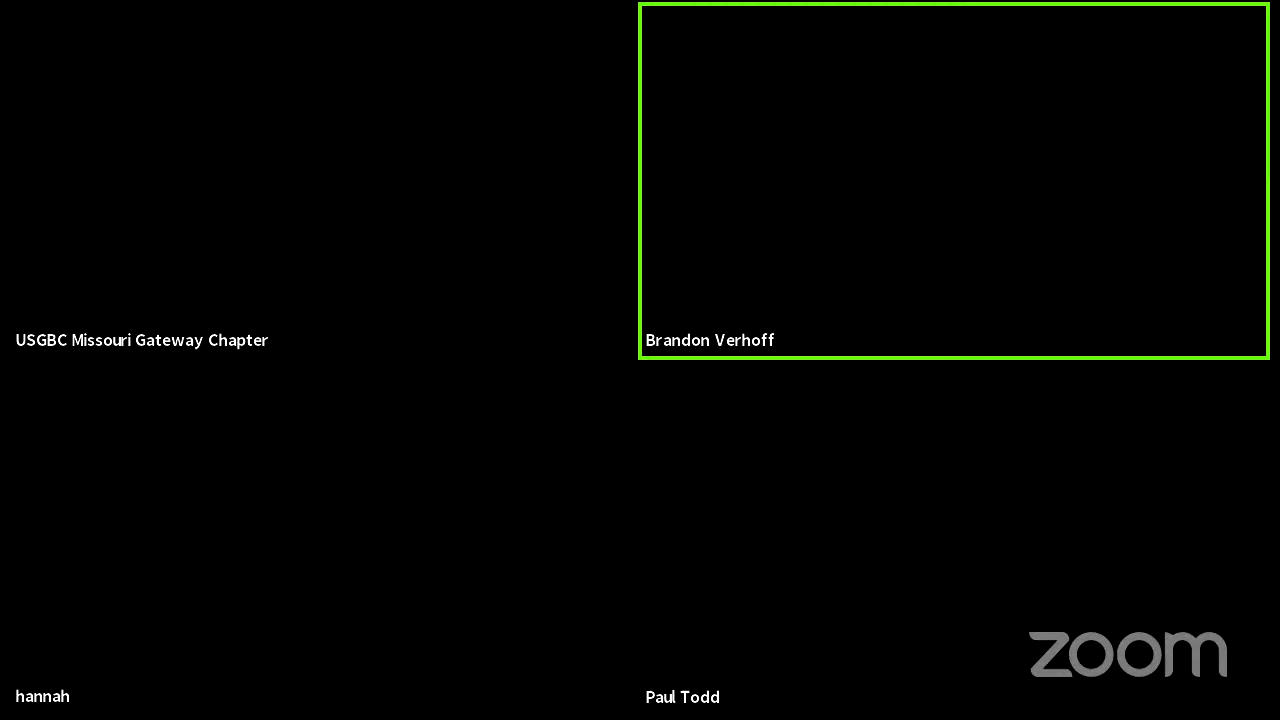 USGBC Missouri Gateway Chapter
Brandon Verhoff
hannah
Paul Todd
zoom